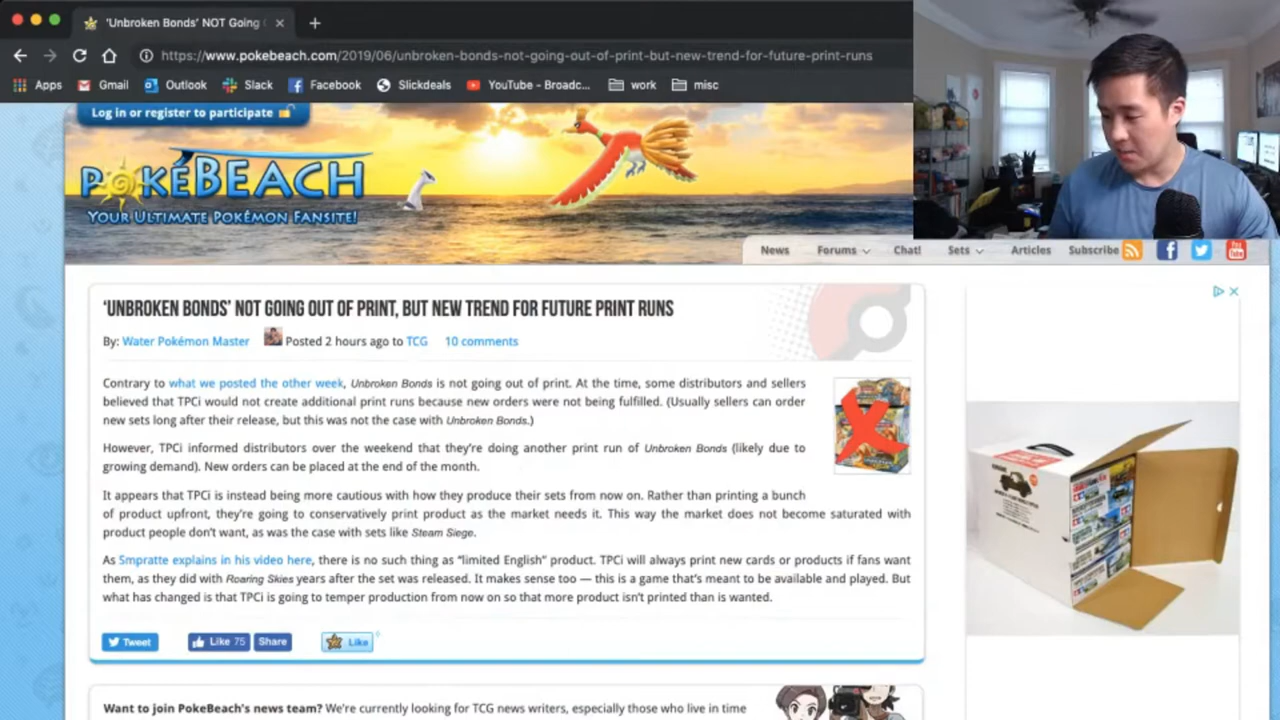 'Unbroken Bonds' NOT Going
https://www.pokebeach.com/2019/06/unbroken-bonds-not-going-out-of-print-but-new-trend-for-future-print-runs
Apps Gmail Outlook Slack Facebook Slickdeals YouTube - Broadc... work misc
Log in or register to participate
POKÉBEACH
YOUR ULTIMATE POKÉMON FANSITE!
News Forums Chat! Sets Articles Subscribe
'UNBROKEN BONDS' NOT GOING OUT OF PRINT, BUT NEW TREND FOR FUTURE PRINT RUNS
By: Water Pokémon Master Posted 2 hours ago to TCG 10 comments
Contrary to what we posted the other week, Unbroken Bonds is not going out of print. At the time, some distributors and sellers
believed that TPCi would not create additional print runs because new orders were not being fulfilled. (Usually sellers can order
new sets long after their release, but this was not the case with Unbroken Bonds.)
However, TPCi informed distributors over the weekend that they're doing another print run of Unbroken Bonds (likely due to
growing demand). New orders can be placed at the end of the month.
It appears that TPCi is instead being more cautious with how they produce their sets from now on. Rather than printing a bunch
of product upfront, they're going to conservatively print product as the market needs it. This way the market does not become saturated with
product people don't want, as was the case with sets like Steam Siege.
As Smpratte explains in his video here, there is no such thing as "limited English" product. TPCi will always print new cards or products if fans want
them, as they did with Roaring Skies years after the set was released. It makes sense too — this is a game that's meant to be available and played. But
what has changed is that TPCi is going to temper production from now on so that more product isn't printed than is wanted.
Tweet Like 75 Share Like
Want to join PokeBeach's news team? We're currently looking for TCG news writers, especially those who live in time